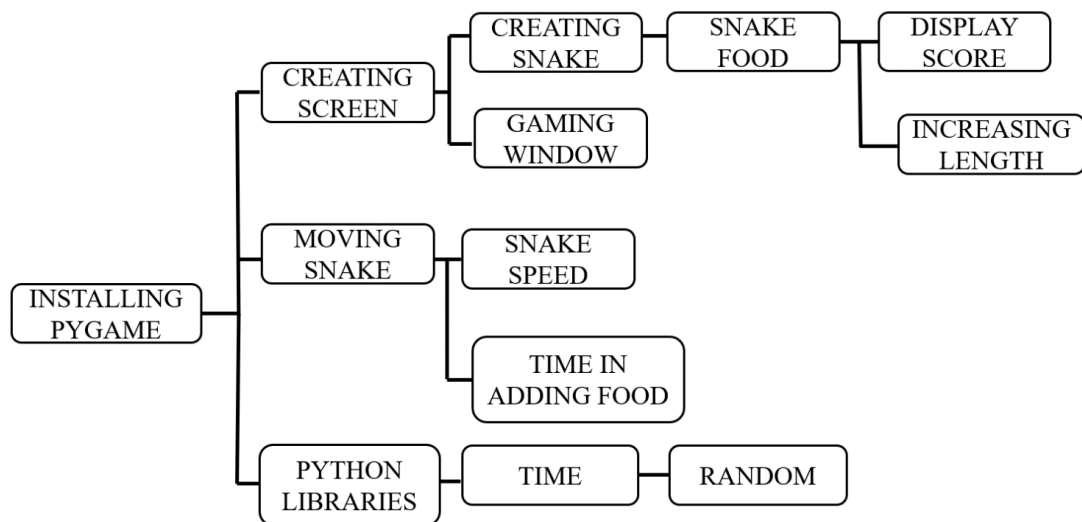 CREATING
SNAKE
SNAKE
FOOD
DISPLAY
SCORE
CREATING
SCREEN
GAMING
WINDOW
INCREASING
LENGTH
MOVING
SNAKE
SNAKE
SPEED
INSTALLING
PYGAME
TIME IN
ADDING FOOD
PYTHON
LIBRARIES
TIME
RANDOM